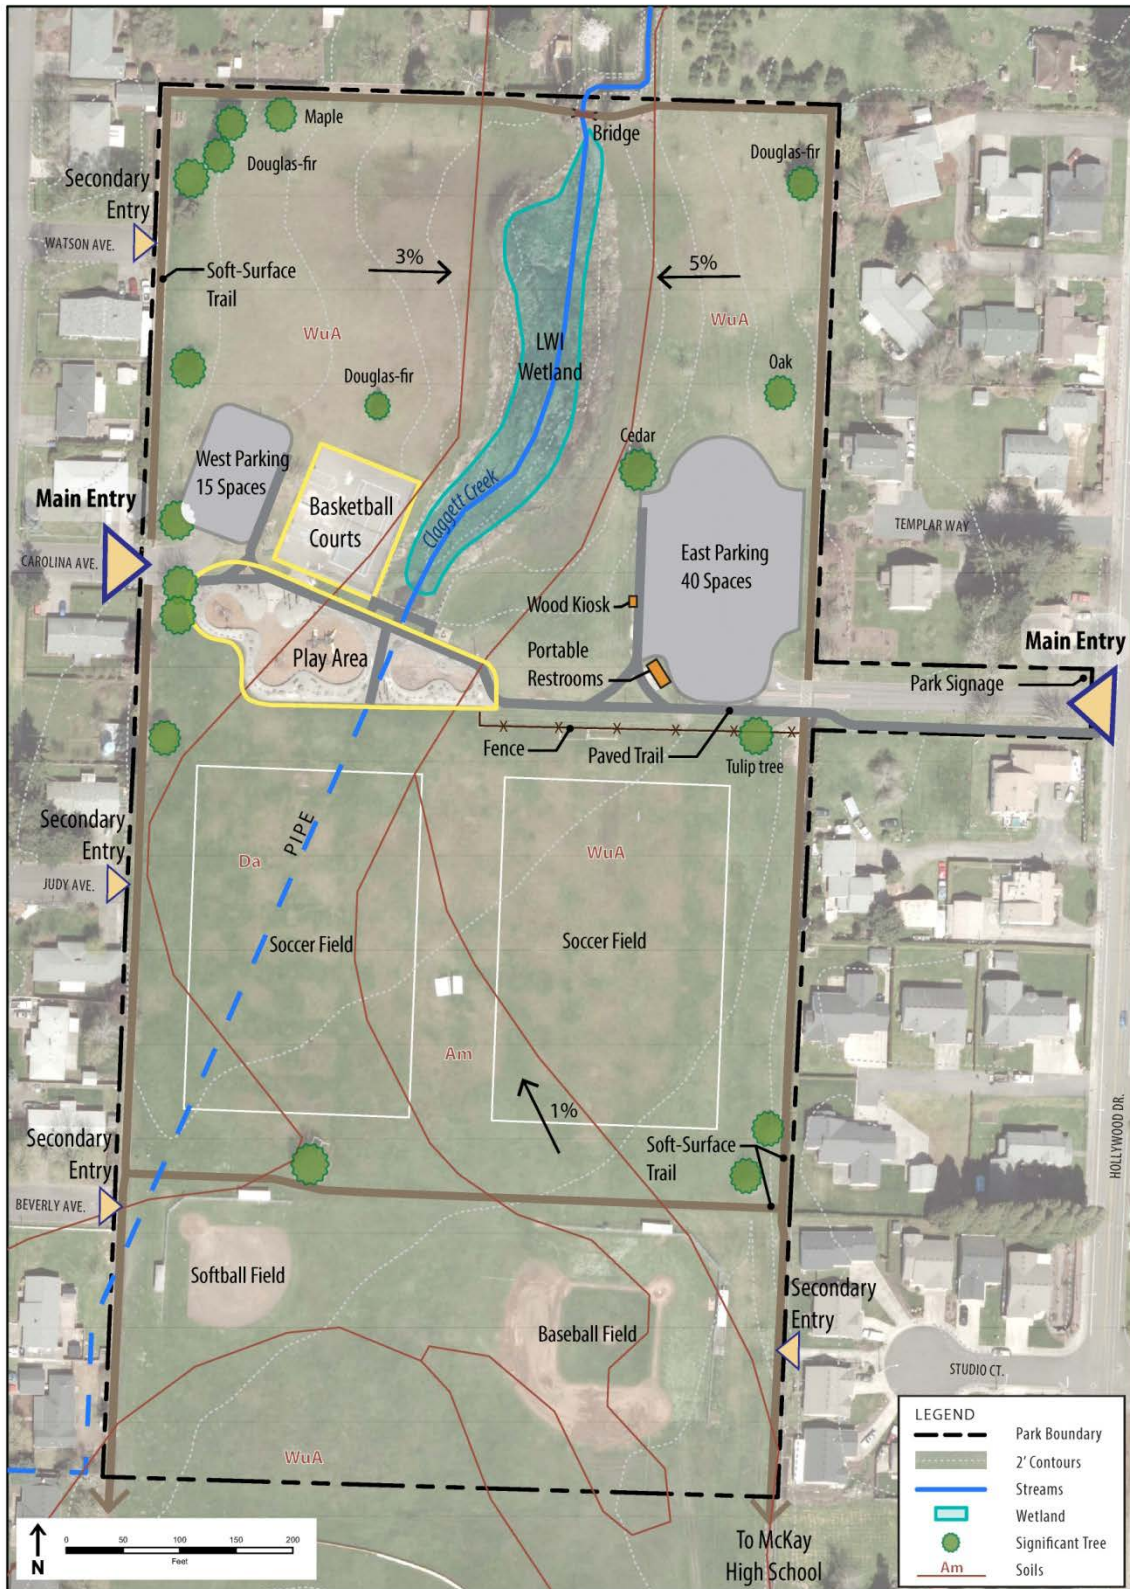 Maple
Bridge
Douglas-fir
Douglas-fir
Secondary
Entry
WATSON AVE.
Soft-Surface
Trail
3%
5%
WuA
WuA
LWI
Wetland
Douglas-fir
Oak
Cedar
West Parking
15 Spaces
Basketball
Courts
Claggett Creek
Main Entry
CAROLINA AVE.
East Parking
40 Spaces
TEMPLAR WAY
Wood Kiosk
Play Area
Portable
Restrooms
Main Entry
Park Signage
Fence
Paved Trail
Tulip tree
Secondary
Entry
JUDY AVE.
PIPE
Da
WuA
Soccer Field
Soccer Field
Am
1%
Secondary
Entry
BEVERLY AVE.
Soft-Surface
Trail
HOLLYWOOD DR.
Softball Field
Baseball Field
Secondary
Entry
STUDIO CT.
WuA
To McKay
High School
LEGEND
Park Boundary
2' Contours
Streams
Wetland
Significant Tree
Am Soils
N
0 50 100 150 200
Feet